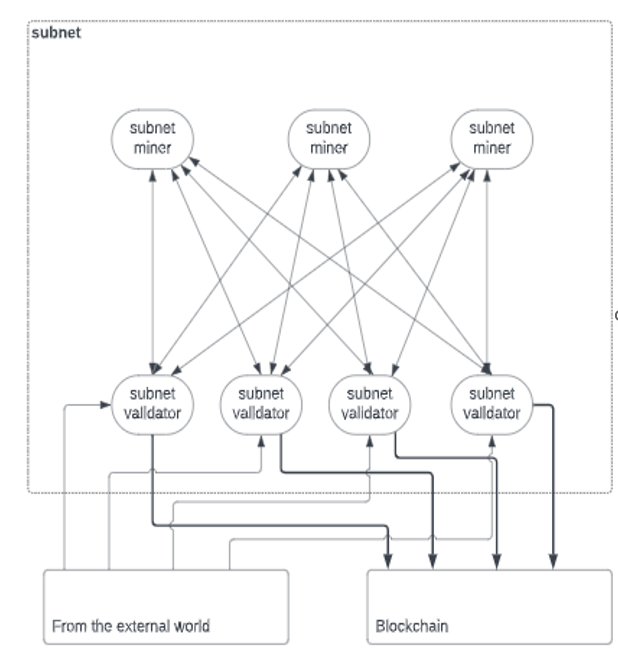 subnet
subnet
miner
subnet
miner
subnet
miner
subnet
validator
subnet
validator
subnet
validator
subnet
validator
From the external world
Blockchain